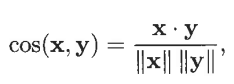 cos(x, y) = x · y / ‖x‖ ‖y‖,